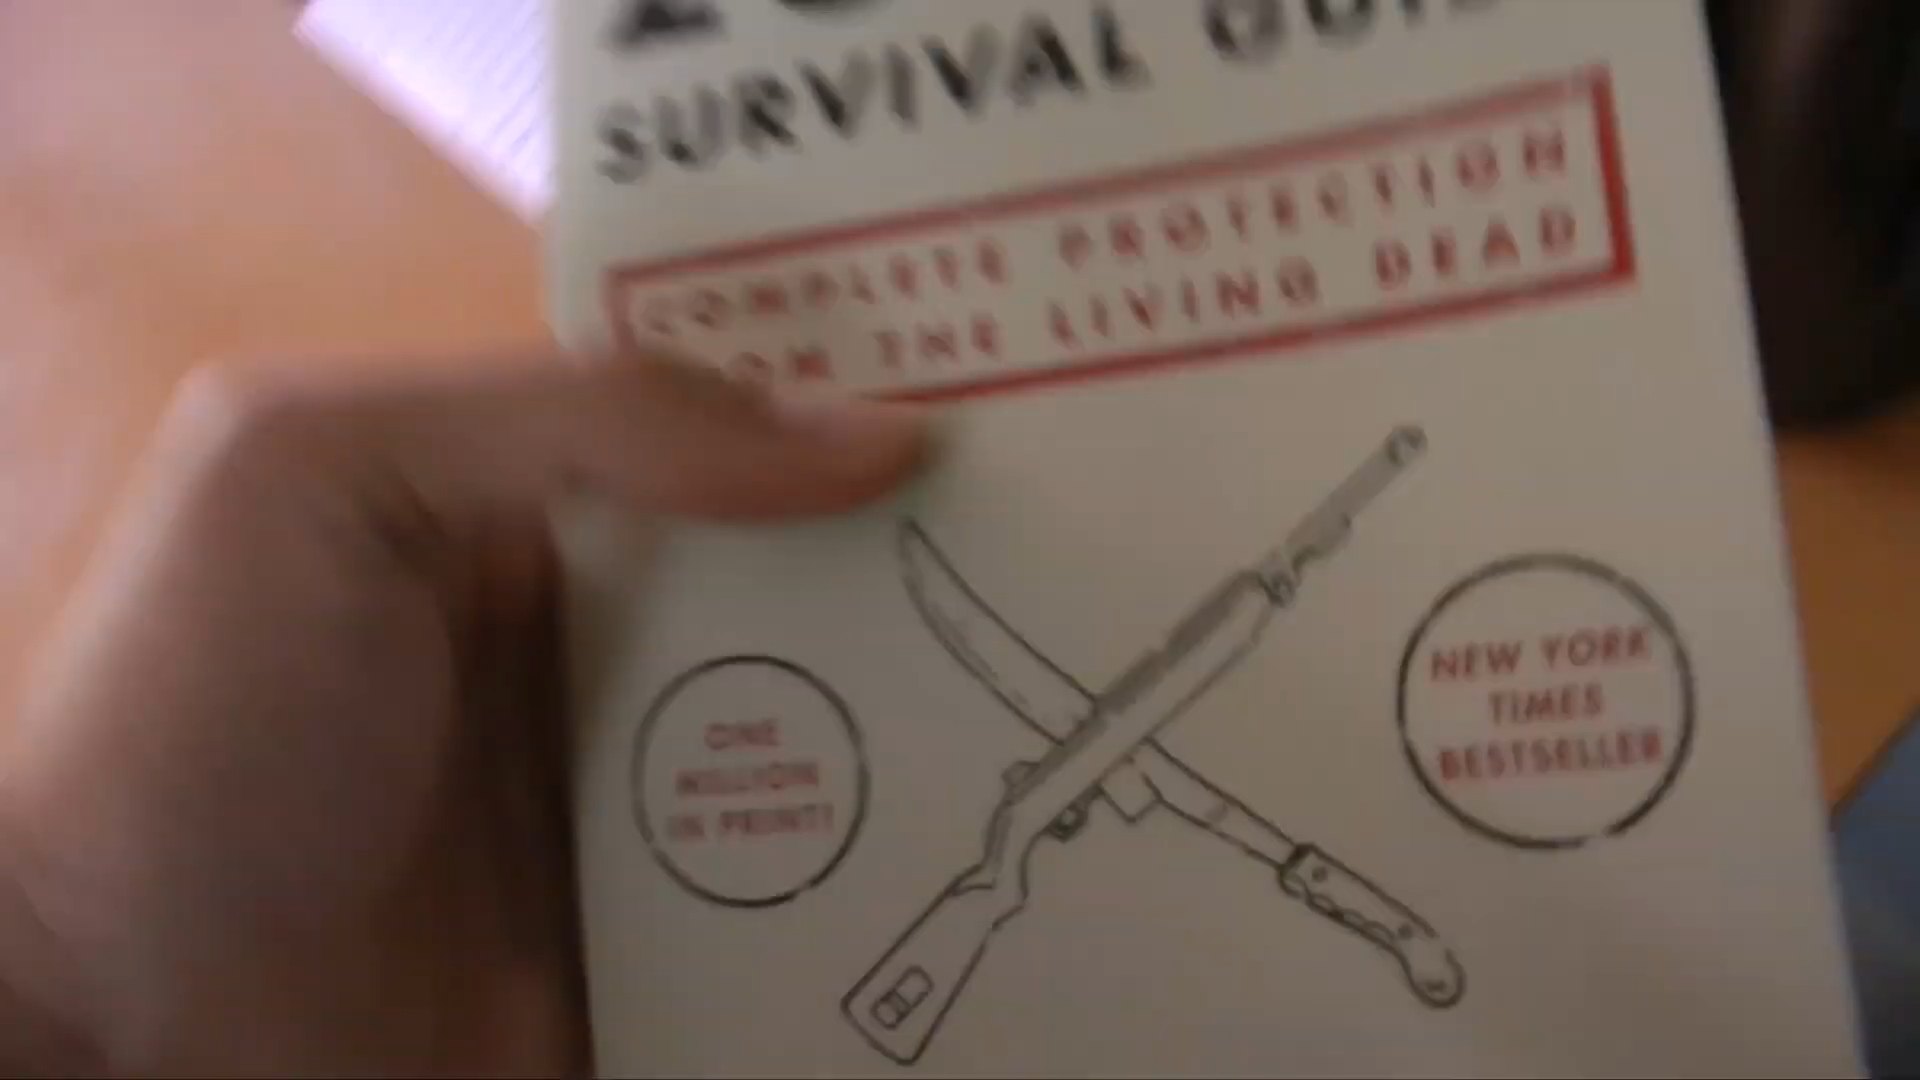 SURVIVAL
COMPLETE PROTECTION
THE LIVING DEAD
ONE
MILLION
IN PRINT!
NEW YORK
TIMES
BESTSELLER